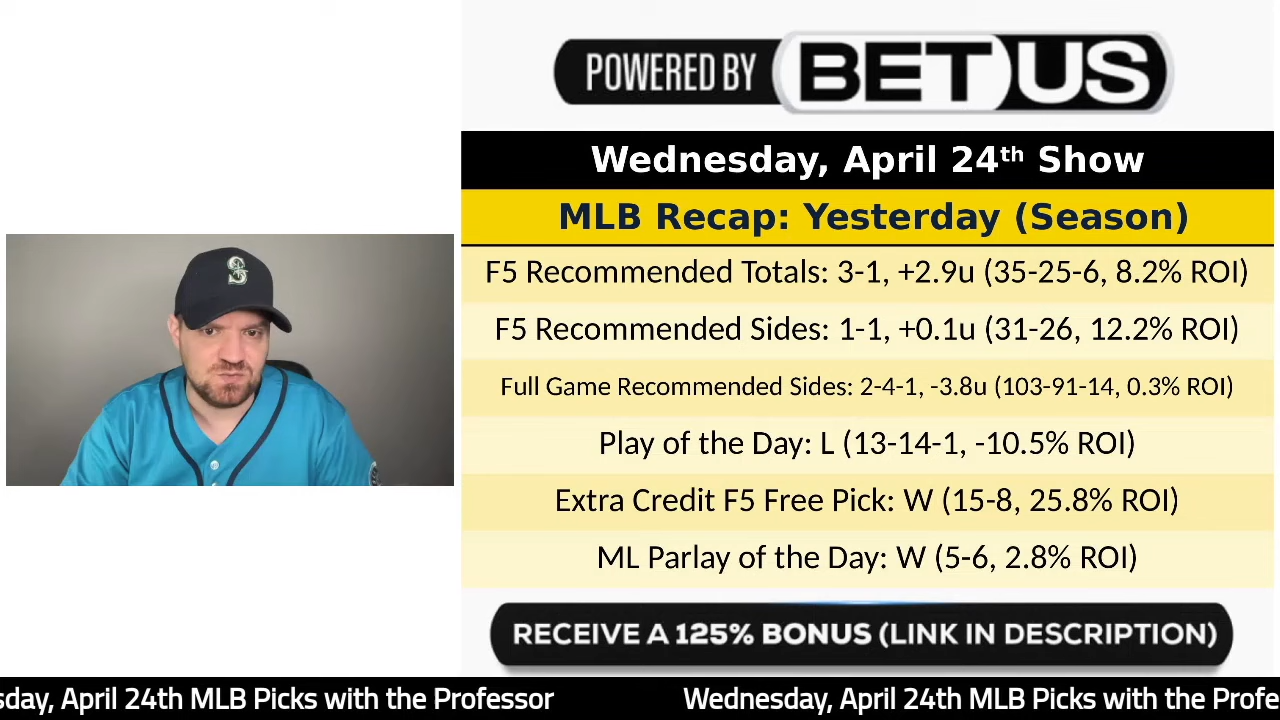 POWERED BY BETUS
Wednesday, April 24th Show
MLB Recap: Yesterday (Season)
F5 Recommended Totals: 3-1, +2.9u (35-25-6, 8.2% ROI)
F5 Recommended Sides: 1-1, +0.1u (31-26, 12.2% ROI)
Full Game Recommended Sides: 2-4-1, -3.8u (103-91-14, 0.3% ROI)
Play of the Day: L (13-14-1, -10.5% ROI)
Extra Credit F5 Free Pick: W (15-8, 25.8% ROI)
ML Parlay of the Day: W (5-6, 2.8% ROI)
RECEIVE A 125% BONUS (LINK IN DESCRIPTION)
sday, April 24th MLB Picks with the Professor Wednesday, April 24th MLB Picks with the Profe